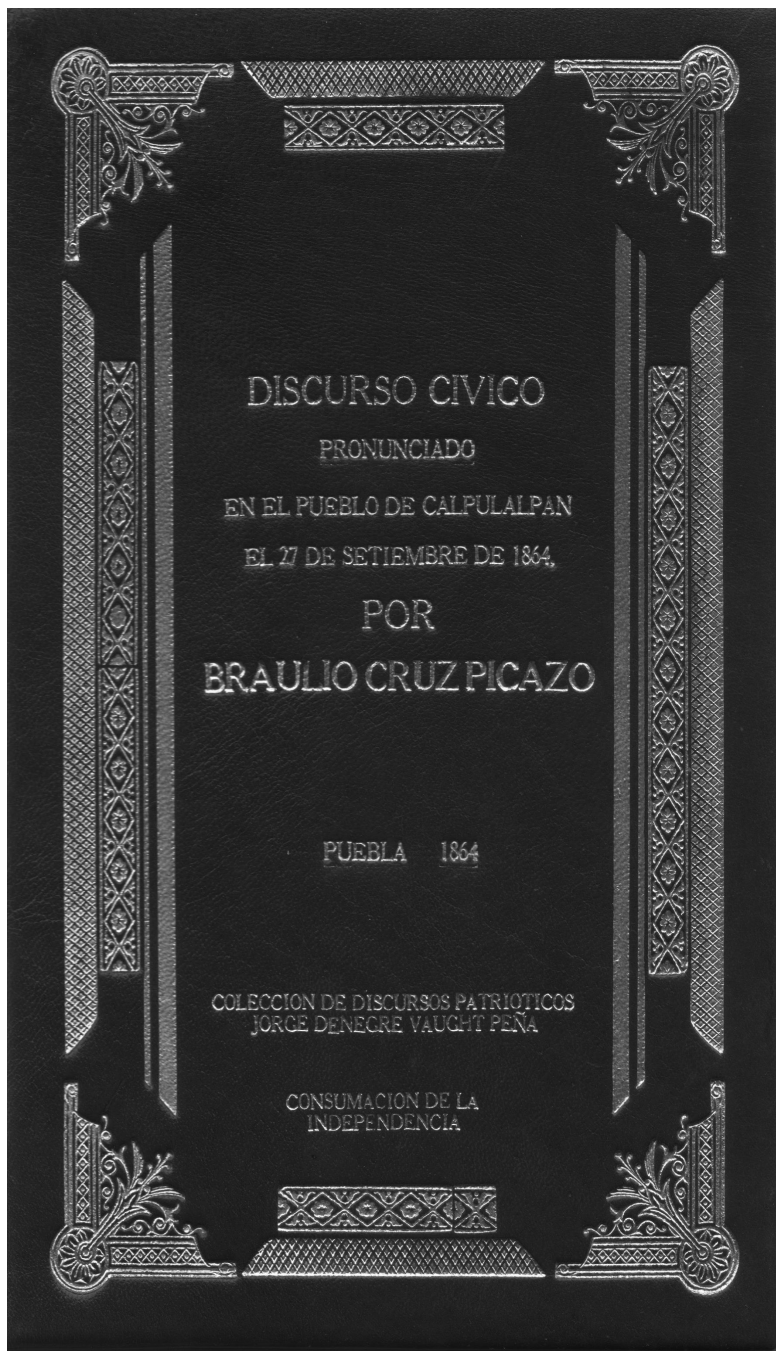 DISCURSO CIVICO
PRONUNCIADO
EN EL PUEBLO DE CALPULALPAN
EL 27 DE SETIEMBRE DE 1864,
POR
BRAULIO CRUZ PICAZO
PUEBLA 1864
COLECCION DE DISCURSOS PATRIOTICOS
JORGE DENEGRE VAUGHT PEÑA
CONSUMACION DE LA
INDEPENDENCIA